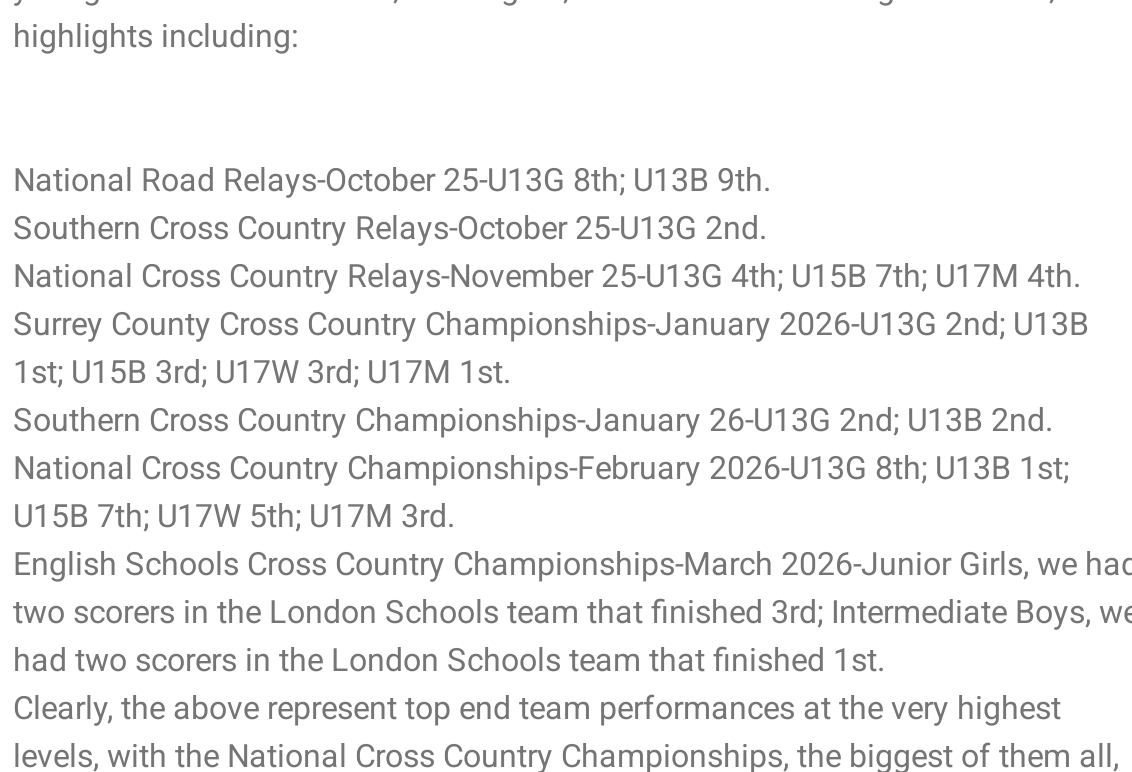 highlights including:
National Road Relays-October 25-U13G 8th; U13B 9th.
Southern Cross Country Relays-October 25-U13G 2nd.
National Cross Country Relays-November 25-U13G 4th; U15B 7th; U17M 4th.
Surrey County Cross Country Championships-January 2026-U13G 2nd; U13B
1st; U15B 3rd; U17W 3rd; U17M 1st.
Southern Cross Country Championships-January 26-U13G 2nd; U13B 2nd.
National Cross Country Championships-February 2026-U13G 8th; U13B 1st;
U15B 7th; U17W 5th; U17M 3rd.
English Schools Cross Country Championships-March 2026-Junior Girls, we had
two scorers in the London Schools team that finished 3rd; Intermediate Boys, we
had two scorers in the London Schools team that finished 1st.
Clearly, the above represent top end team performances at the very highest
levels, with the National Cross Country Championships, the biggest of them all,